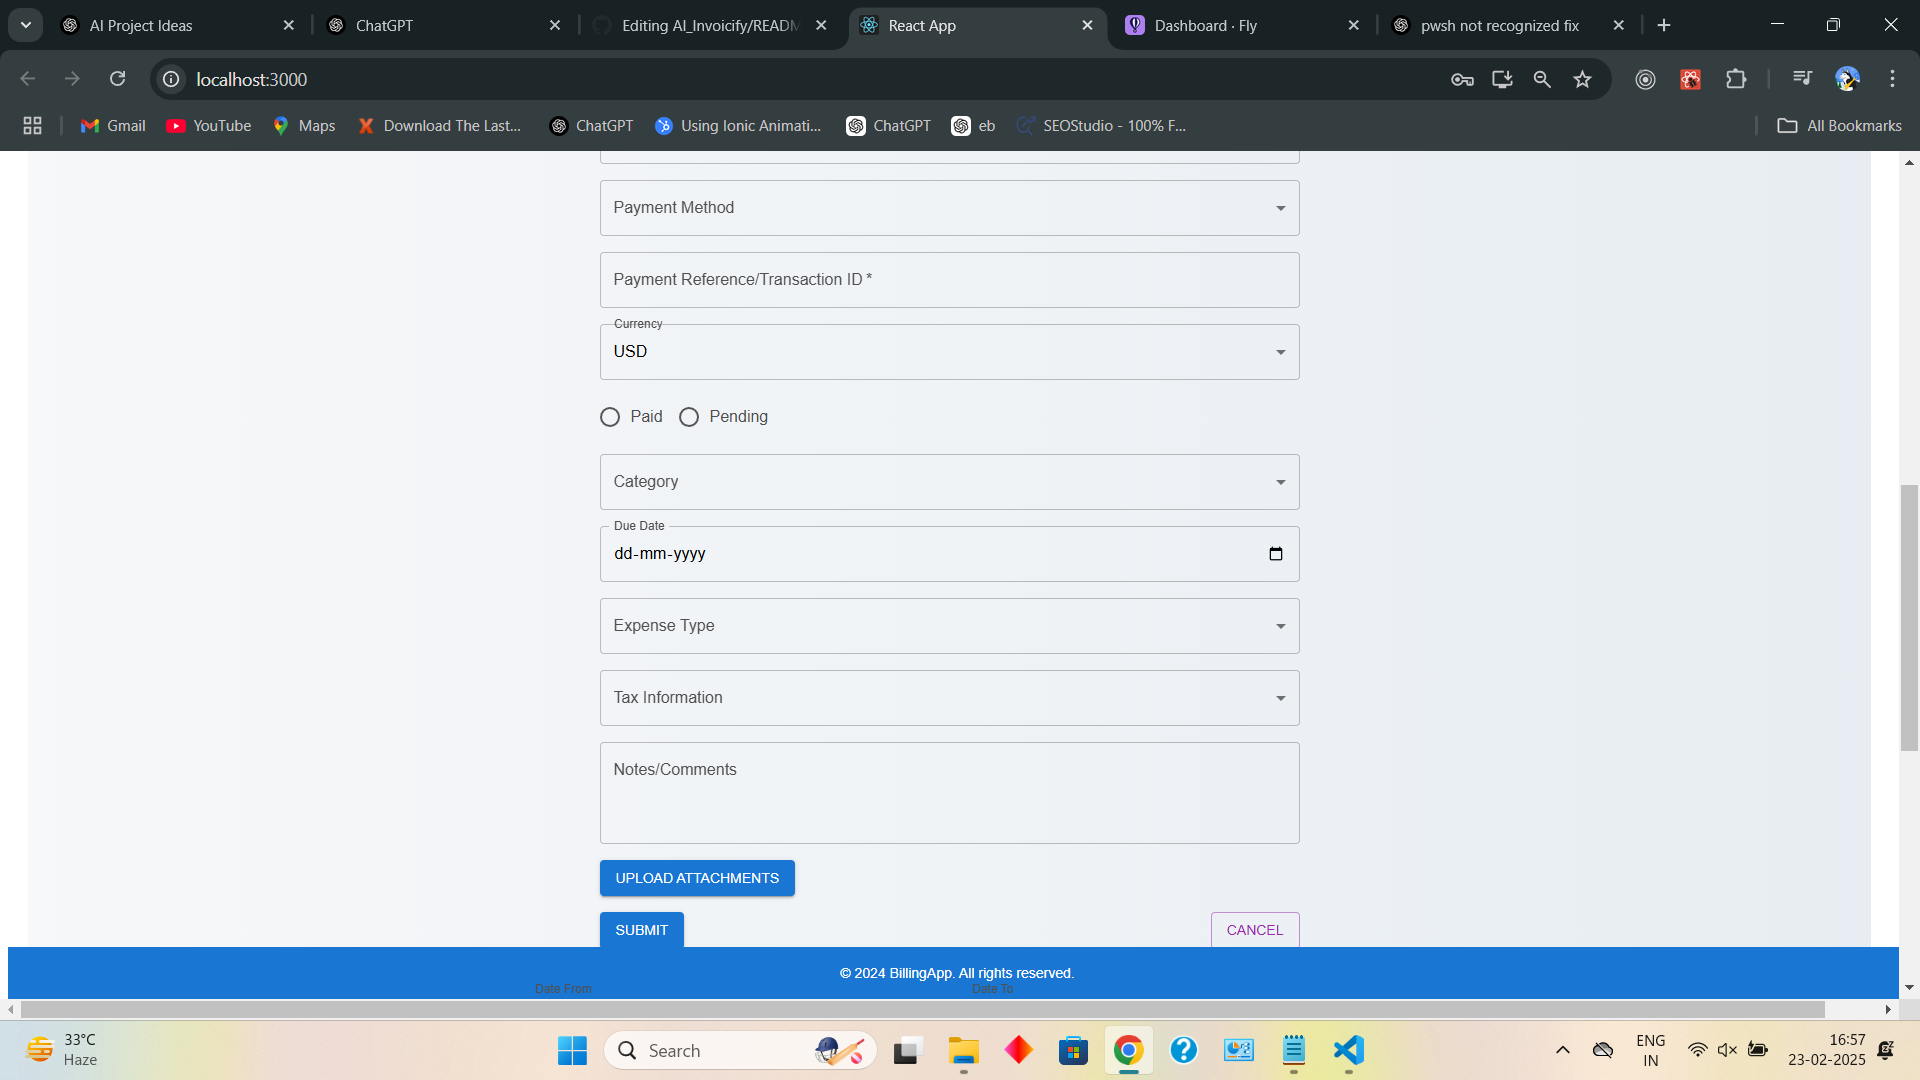 AI Project Ideas
ChatGPT
Editing AI_Invoicify/READM
React App
Dashboard · Fly
pwsh not recognized fix
localhost:3000
Gmail
YouTube
Maps
Download The Last...
ChatGPT
Using Ionic Animati...
ChatGPT
eb
SEOStudio - 100% F...
All Bookmarks
Payment Method
Payment Reference/Transaction ID *
Currency
USD
Paid
Pending
Category
Due Date
dd-mm-yyyy
Expense Type
Tax Information
Notes/Comments
UPLOAD ATTACHMENTS
SUBMIT
CANCEL
© 2024 BillingApp. All rights reserved.
Date From
Date To
33°C
Haze
Search
ENG
IN
16:57
23-02-2025